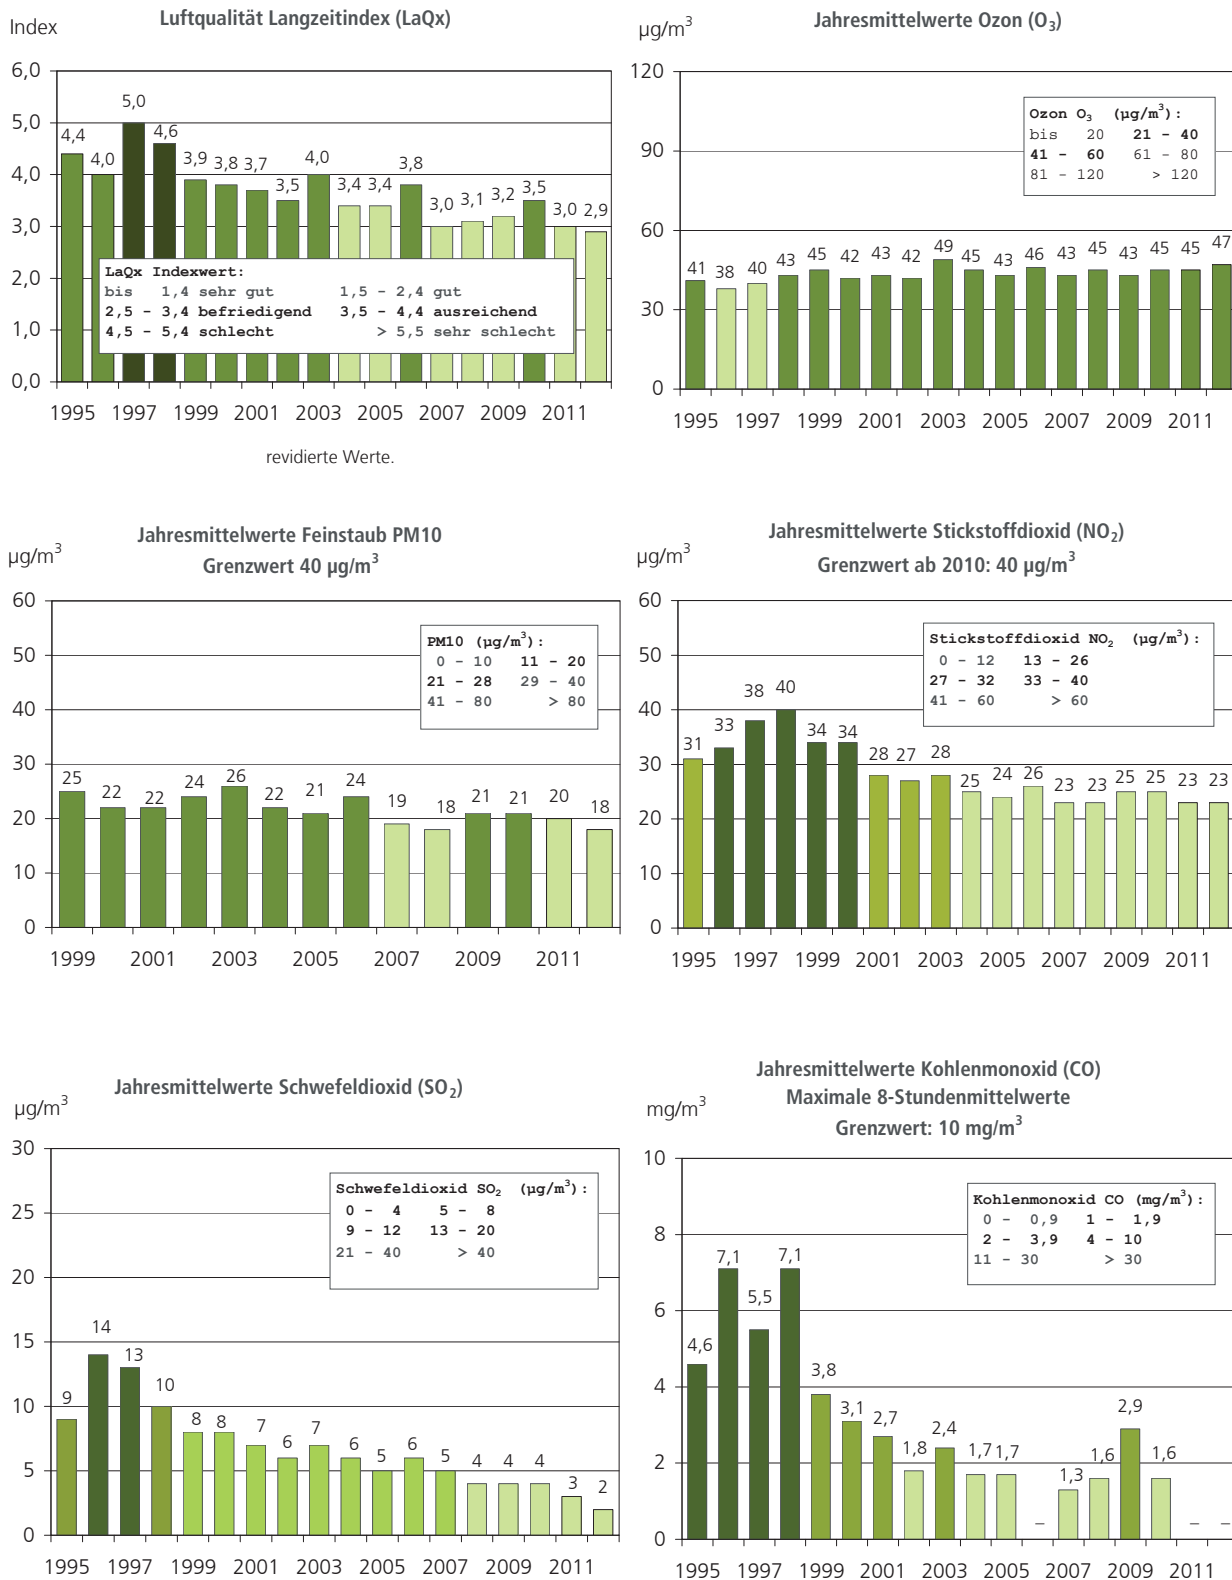 Luftqualität Langzeitindex (LaQx)
Index
6,0
5,0
4,0
3,0
2,0
1,0
0,0
4,4 4,0 5,0 4,6 3,9 3,8 3,7 3,5 4,0 3,4 3,4 3,8 3,0 3,1 3,2 3,5 3,0 2,9
LaQx Indexwert:
bis 1,4 sehr gut 1,5 - 2,4 gut
2,5 - 3,4 befriedigend 3,5 - 4,4 ausreichend
4,5 - 5,4 schlecht > 5,5 sehr schlecht
1995 1997 1999 2001 2003 2005 2007 2009 2011
revidierte Werte.
Jahresmittelwerte Ozon (O3)
µg/m3
120
90
60
30
0
Ozon O3 (µg/m3):
bis 20 21 - 40
41 - 60 61 - 80
81 - 120 > 120
41 38 40 43 45 42 43 42 49 45 43 46 43 45 43 45 45 47
1995 1997 1999 2001 2003 2005 2007 2009 2011
Jahresmittelwerte Feinstaub PM10
Grenzwert 40 µg/m3
µg/m3
60
50
40
30
20
10
0
PM10 (µg/m3):
0 - 10 11 - 20
21 - 28 29 - 40
41 - 80 > 80
25 22 22 24 26 22 21 24 19 18 21 21 20 18
1999 2001 2003 2005 2007 2009 2011
Jahresmittelwerte Stickstoffdioxid (NO2)
Grenzwert ab 2010: 40 µg/m3
µg/m3
60
50
40
30
20
10
0
Stickstoffdioxid NO2 (µg/m3):
0 - 12 13 - 26
27 - 32 33 - 40
41 - 60 > 60
31 33 38 40 34 34 28 27 28 25 24 26 23 23 25 25 23 23
1995 1997 1999 2001 2003 2005 2007 2009 2011
Jahresmittelwerte Schwefeldioxid (SO2)
µg/m3
30
25
20
15
10
5
0
Schwefeldioxid SO2 (µg/m3):
0 - 4 5 - 8
9 - 12 13 - 20
21 - 40 > 40
9 14 13 10 8 8 7 6 7 6 5 6 5 4 4 4 3 2
1995 1997 1999 2001 2003 2005 2007 2009 2011
Jahresmittelwerte Kohlenmonoxid (CO)
Maximale 8-Stundenmittelwerte
Grenzwert: 10 mg/m3
mg/m3
10
8
6
4
2
0
Kohlenmonoxid CO (mg/m3):
0 - 0,9 1 - 1,9
2 - 3,9 4 - 10
11 - 30 > 30
4,6 7,1 5,5 7,1 3,8 3,1 2,7 1,8 2,4 1,7 1,7 – 1,3 1,6 2,9 1,6 – –
1995 1997 1999 2001 2003 2005 2007 2009 2011